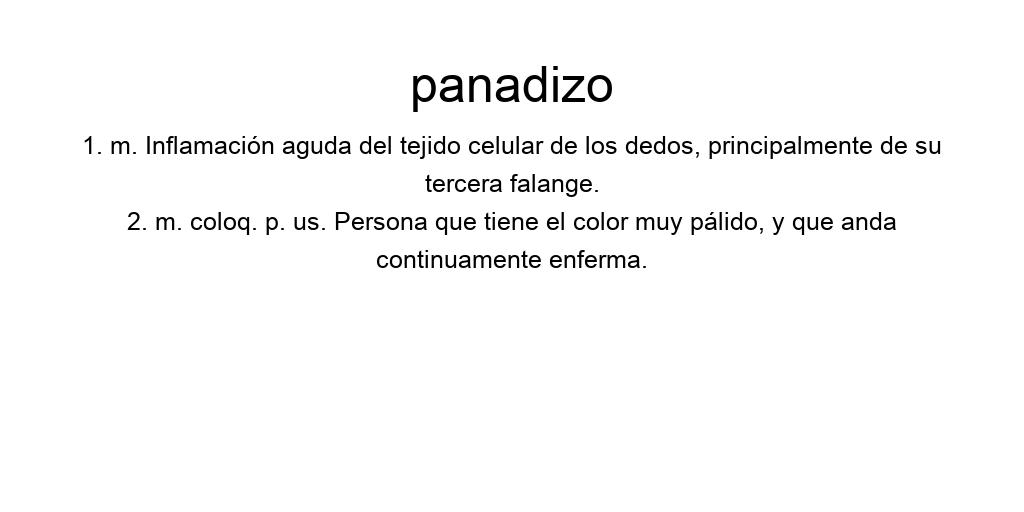 panadizo
1. m. Inflamación aguda del tejido celular de los dedos, principalmente de su
tercera falange.
2. m. coloq. p. us. Persona que tiene el color muy pálido, y que anda
continuamente enferma.